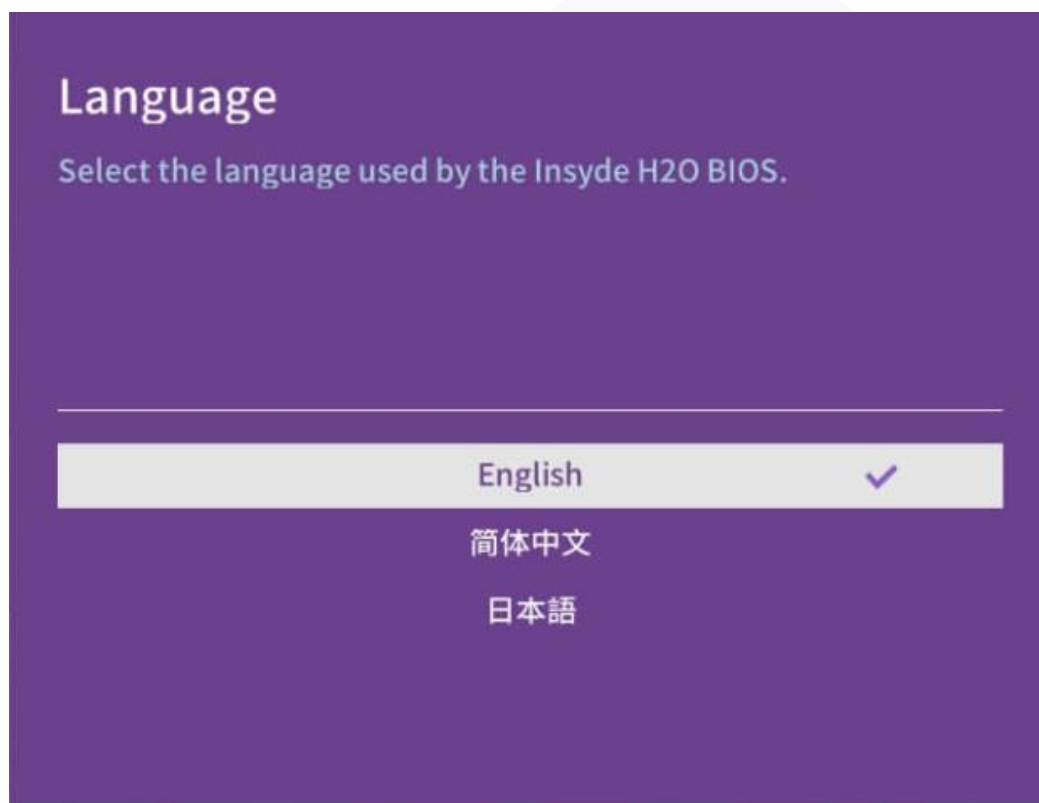 Language
Select the language used by the Insyde H2O BIOS.
English
简体中文
日本語